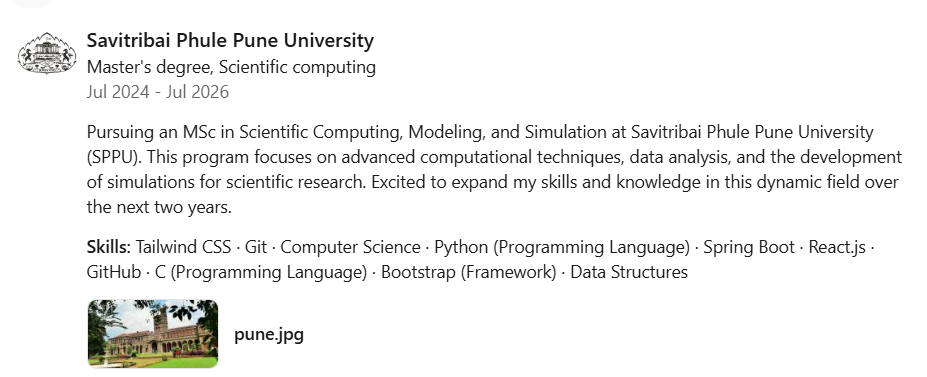 Savitribai Phule Pune University
Master's degree, Scientific computing
Jul 2024 - Jul 2026
Pursuing an MSc in Scientific Computing, Modeling, and Simulation at Savitribai Phule Pune University
(SPPU). This program focuses on advanced computational techniques, data analysis, and the development
of simulations for scientific research. Excited to expand my skills and knowledge in this dynamic field over
the next two years.
Skills: Tailwind CSS · Git · Computer Science · Python (Programming Language) · Spring Boot · React.js ·
GitHub · C (Programming Language) · Bootstrap (Framework) · Data Structures
pune.jpg